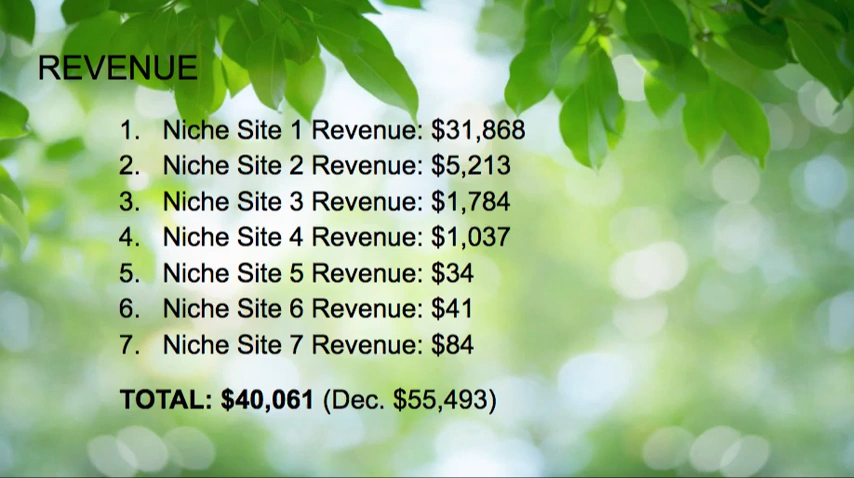 REVENUE
1. Niche Site 1 Revenue: $31,868
2. Niche Site 2 Revenue: $5,213
3. Niche Site 3 Revenue: $1,784
4. Niche Site 4 Revenue: $1,037
5. Niche Site 5 Revenue: $34
6. Niche Site 6 Revenue: $41
7. Niche Site 7 Revenue: $84
TOTAL: $40,061 (Dec. $55,493)